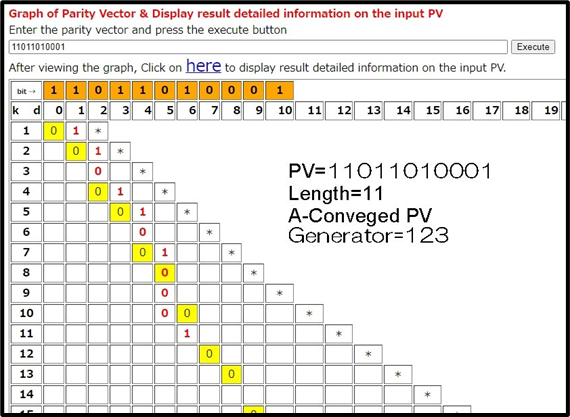 Graph of Parity Vector & Display result detailed information on the input PV
Enter the parity vector and press the execute button
11011010001 Execute
After viewing the graph, Click on here to display result detailed information on the input PV.
bit→ 1 1 0 1 1 0 1 0 0 0 1
k d 0 1 2 3 4 5 6 7 8 9 10 11 12 13 14 15 16 17 18 19
1 0 1 *
2 0 1 *
3 0 *
4 0 1 *
5 0 1 *
6 0 *
7 0 1 *
8 0 *
9 0 *
10 0 0 *
11 1 *
12 0 *
13 0 *
14 *
15 0
PV=11011010001
Length=11
A-Conveged PV
Generator=123